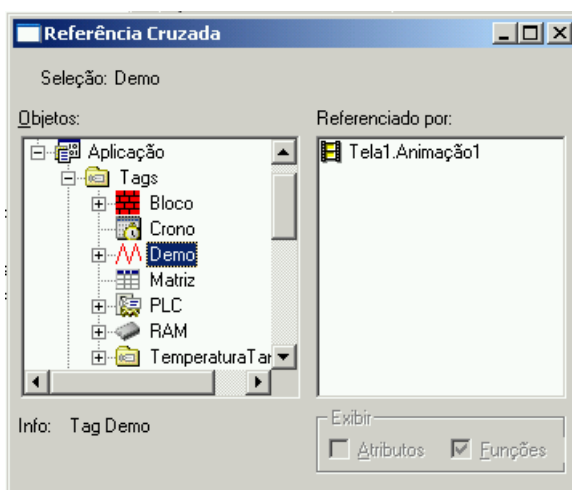 Referência Cruzada
Seleção: Demo
Objetos:
Aplicação
Tags
Bloco
Crono
Demo
Matriz
PLC
RAM
TemperaturaTar
Referenciado por:
Tela1.Animação1
Info: Tag Demo
Exibir
Atributos
Funções